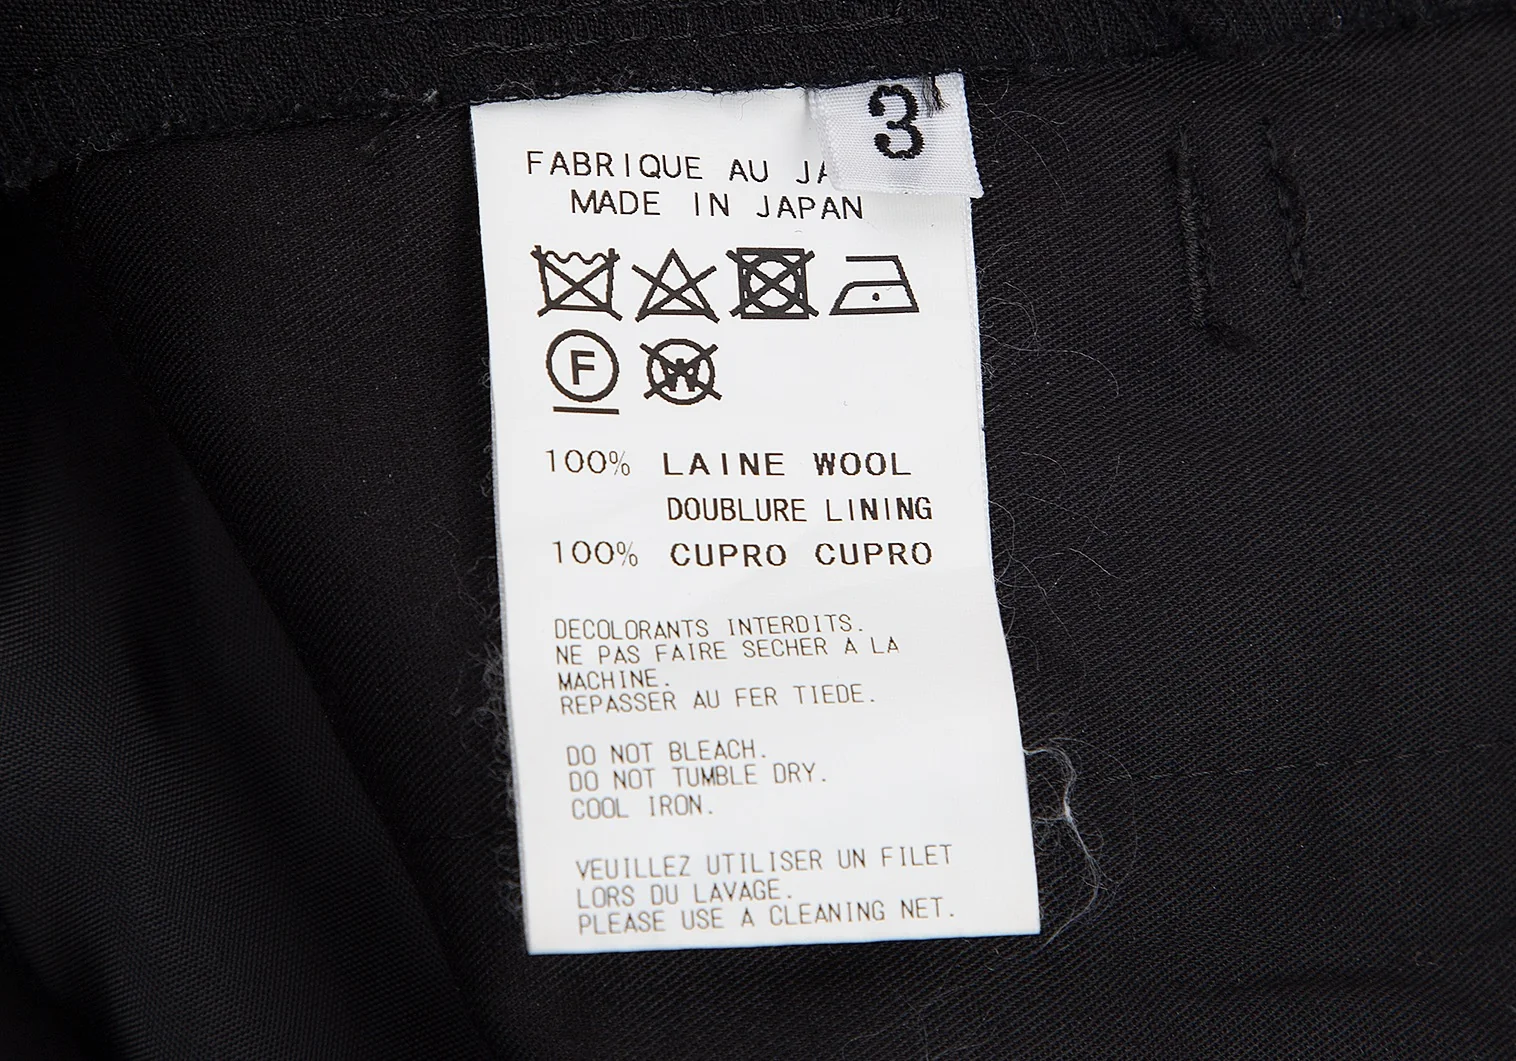 3
FABRIQUE AU
MADE IN JAPAN
F
W
100% LAINE WOOL
DOUBLURE LINING
100% CUPRO CUPRO
DECOLORANTS INTERDITS.
NE PAS FAIRE SECHER A LA
MACHINE.
REPASSER AU FER TIEDE.
DO NOT BLEACH.
DO NOT TUMBLE DRY.
COOL IRON.
VEUILLEZ UTILISER UN FILET
LORS DU LAVAGE.
PLEASE USE A CLEANING NET.